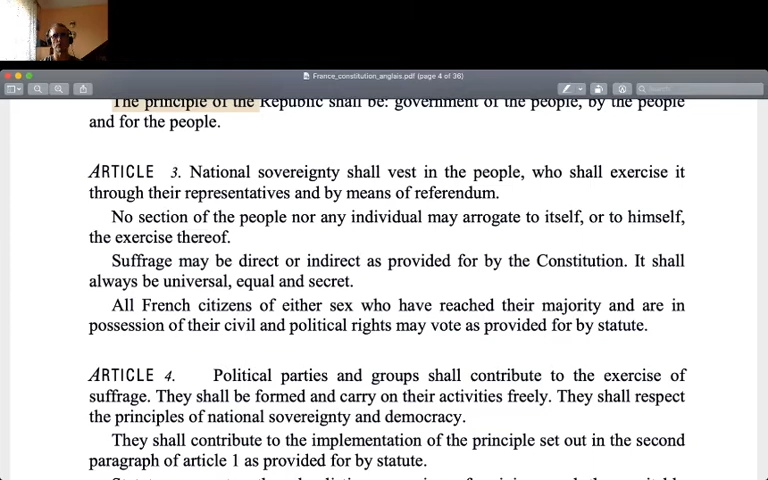 France_constitution_anglais.pdf (page 4 of 36)
Search
The principle of the Republic shall be: government of the people, by the people
and for the people.
ARTICLE 3. National sovereignty shall vest in the people, who shall exercise it
through their representatives and by means of referendum.
No section of the people nor any individual may arrogate to itself, or to himself,
the exercise thereof.
Suffrage may be direct or indirect as provided for by the Constitution. It shall
always be universal, equal and secret.
All French citizens of either sex who have reached their majority and are in
possession of their civil and political rights may vote as provided for by statute.
ARTICLE 4. Political parties and groups shall contribute to the exercise of
suffrage. They shall be formed and carry on their activities freely. They shall respect
the principles of national sovereignty and democracy.
They shall contribute to the implementation of the principle set out in the second
paragraph of article 1 as provided for by statute.